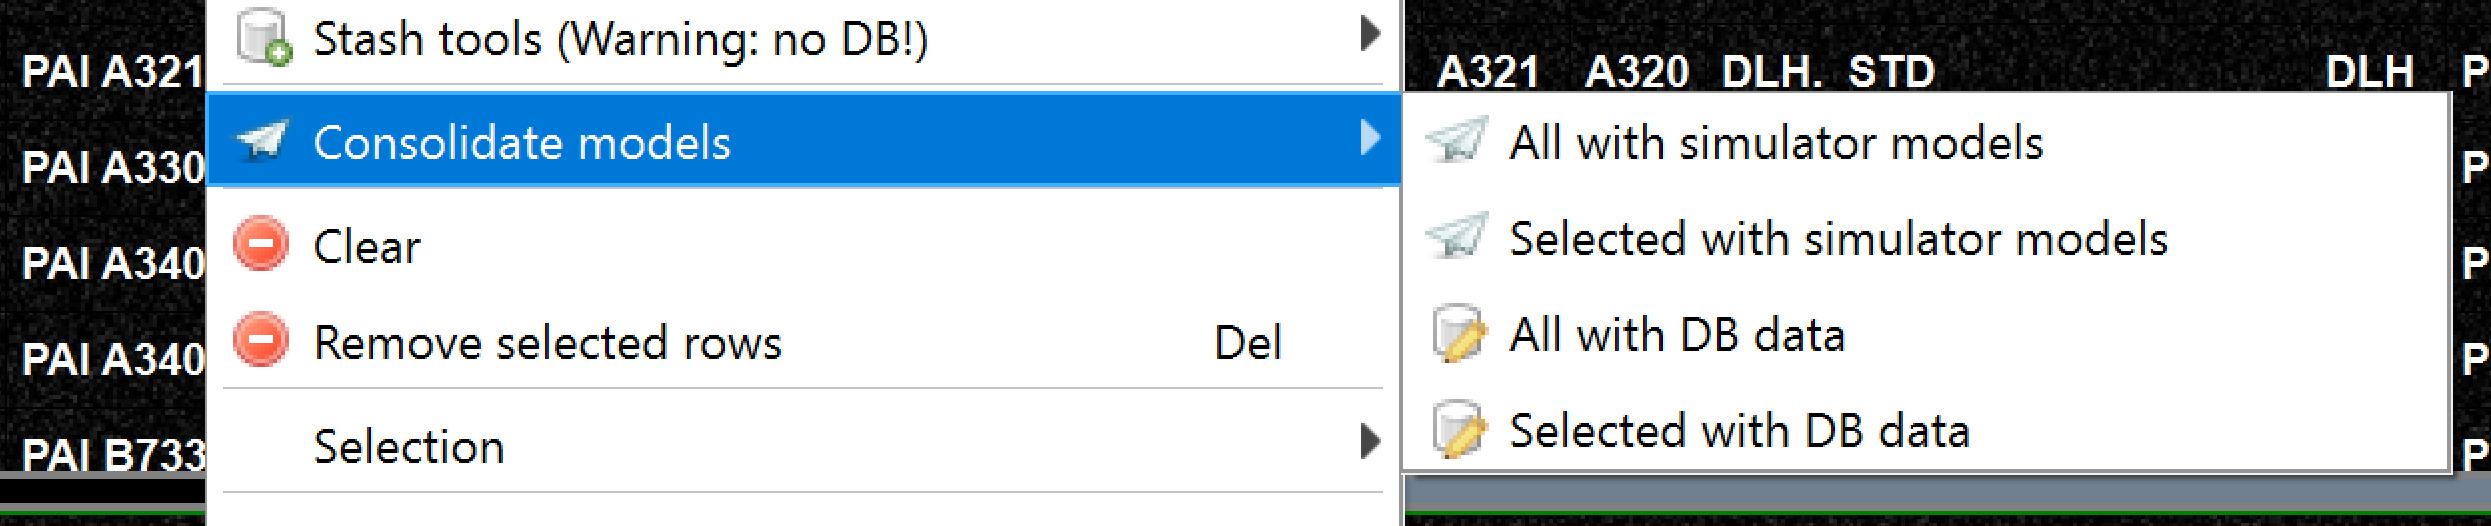 Stash tools (Warning: no DB!)
PAI A321
A321 A320 DLH. STD DLH P
Consolidate models
All with simulator models
PAI A330
P
Selected with simulator models
Clear
PAI A340
P
All with DB data
Remove selected rows Del
PAI A340
P
Selected with DB data
Selection
PAI B733
P